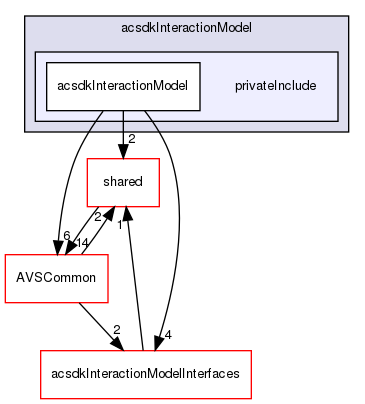 acsdkInteractionModel
acsdkInteractionModel privateInclude
2
shared
6 2 14 1
AVSCommon
2 4
acsdkInteractionModelInterfaces